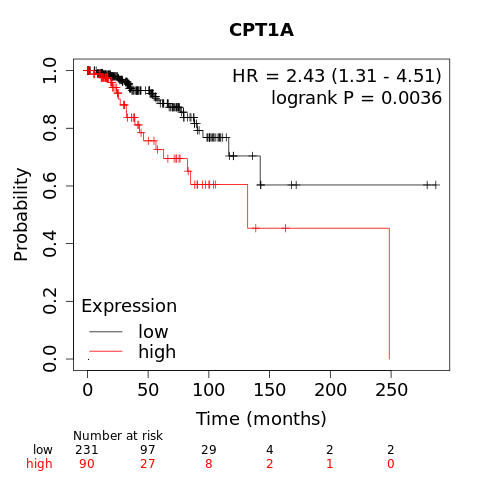 CPT1A
HR = 2.43 (1.31 - 4.51)
logrank P = 0.0036
Probability
1.0
0.8
0.6
0.4
0.2
0.0
Expression
low
high
0 50 100 150 200 250
Time (months)
Number at risk
low 231 97 29 4 2 2
high 90 27 8 2 1 0